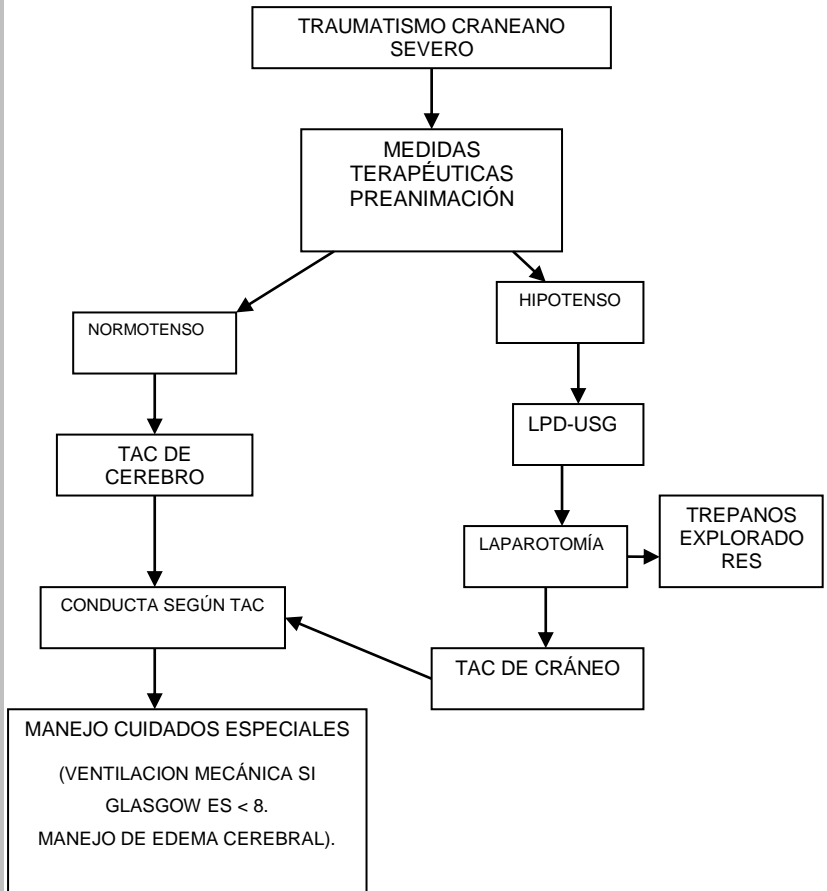 TRAUMATISMO CRANEANO
SEVERO
MEDIDAS
TERAPÉUTICAS
PREANIMACIÓN
HIPOTENSO
NORMOTENSO
LPD-USG
TAC DE
CEREBRO
TREPANOS
EXPLORADO
RES
LAPAROTOMÍA
CONDUCTA SEGÚN TAC
TAC DE CRÁNEO
MANEJO CUIDADOS ESPECIALES
(VENTILACION MECÁNICA SI
GLASGOW ES < 8.
MANEJO DE EDEMA CEREBRAL).